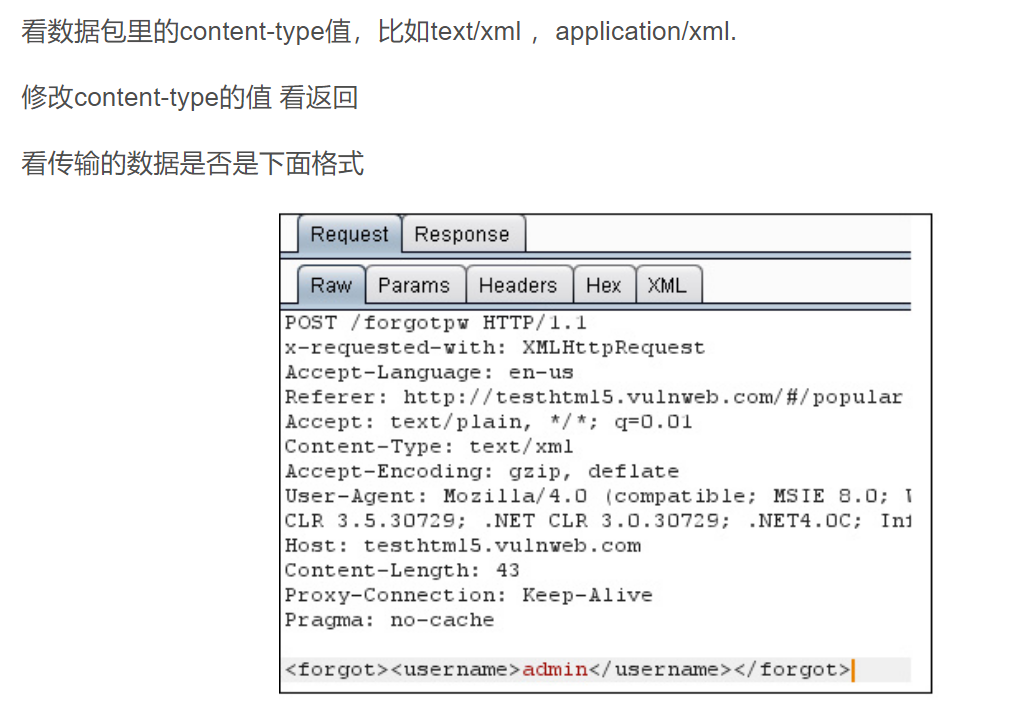 看数据包里的content-type值，比如text/xml ，application/xml.
修改content-type的值 看返回
看传输的数据是否是下面格式
Request Response
Raw Params Headers Hex XML
POST /forgotpw HTTP/1.1
x-requested-with: XMLHttpRequest
Accept-Language: en-us
Referer: http://testhtml5.vulnweb.com/#/popular
Accept: text/plain, */*; q=0.01
Content-Type: text/xml
Accept-Encoding: gzip, deflate
User-Agent: Mozilla/4.0 (compatible; MSIE 8.0;
CLR 3.5.30729; .NET CLR 3.0.30729; .NET4.0C;
Host: testhtml5.vulnweb.com
Content-Length: 43
Proxy-Connection: Keep-Alive
Pragma: no-cache
<forgot><username>admin</username></forgot>